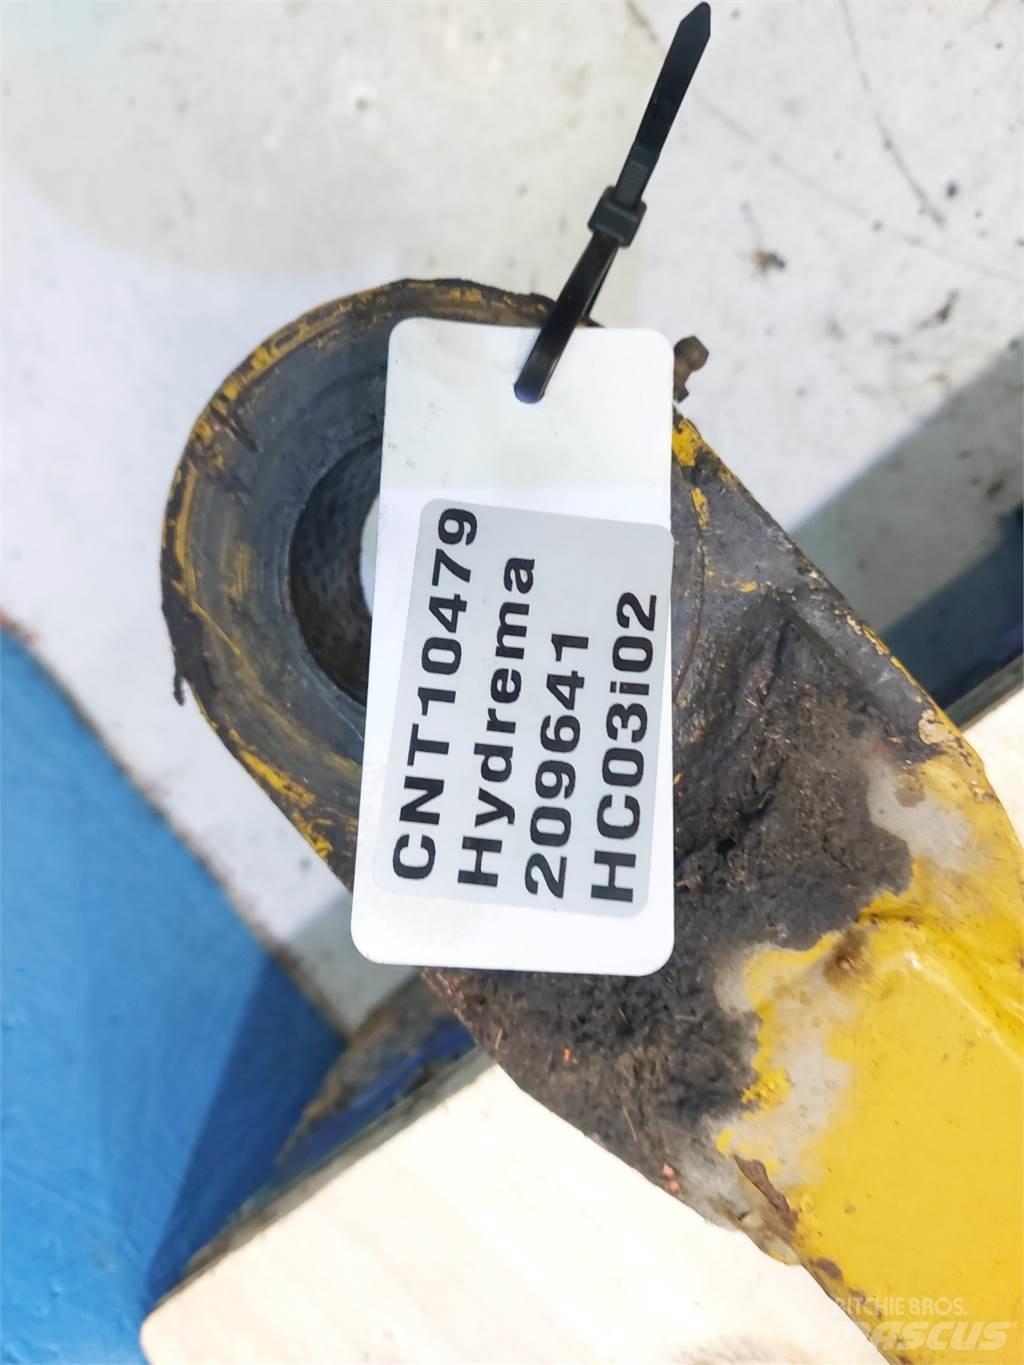 CNT10479
Hydrema
209641
HC03i02
RITCHIE BROS.
MASCUS